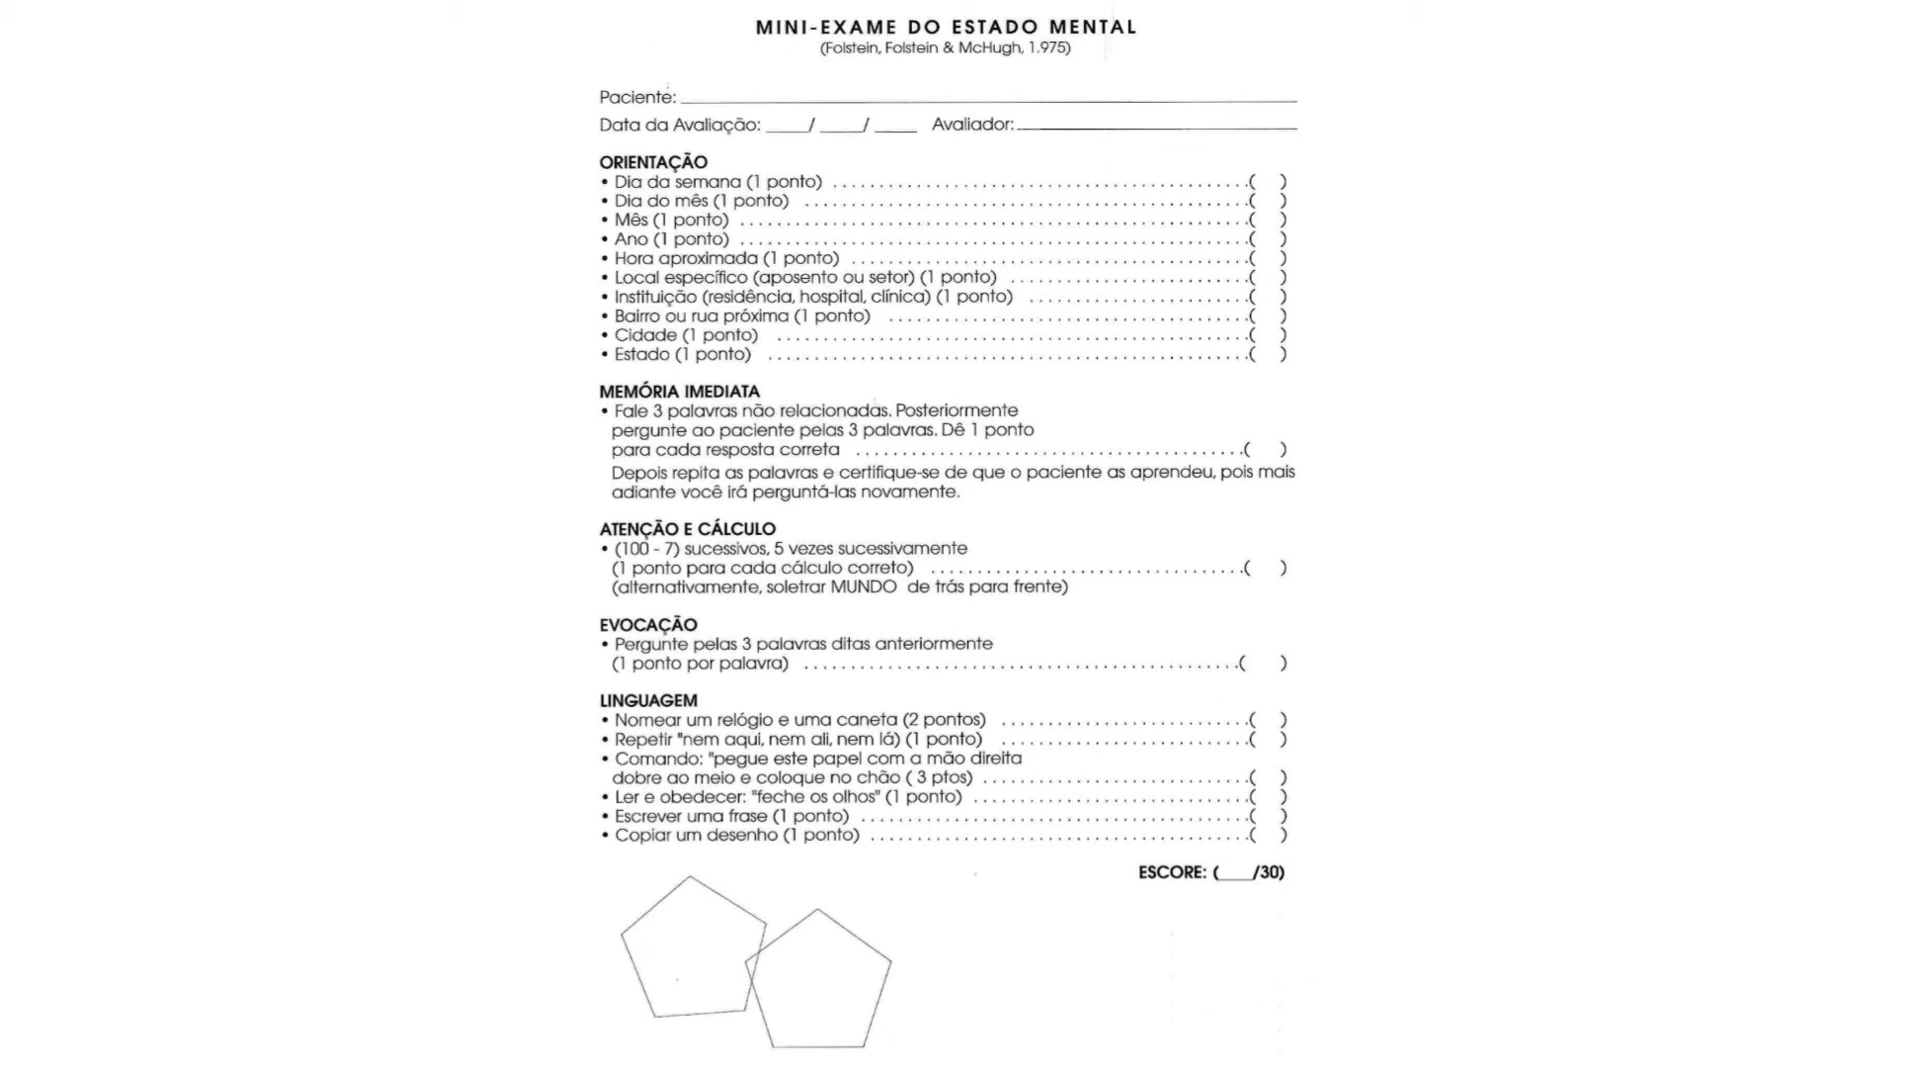 MINI-EXAME DO ESTADO MENTAL
(Folstein, Folstein & McHugh, 1.975)
Paciente: ____________________
Data da Avaliação: ____/ ____/ ____ Avaliador: ____________________
ORIENTAÇÃO
• Dia da semana (1 ponto) ........................................ ( )
• Dia do mês (1 ponto) ........................................ ( )
• Mês (1 ponto) ........................................ ( )
• Ano (1 ponto) ........................................ ( )
• Hora aproximada (1 ponto) ........................................ ( )
• Local específico (aposento ou setor) (1 ponto) ........................ ( )
• Instituição (residência, hospital, clínica) (1 ponto) ........................ ( )
• Bairro ou rua próxima (1 ponto) ........................................ ( )
• Cidade (1 ponto) ........................................ ( )
• Estado (1 ponto) ........................................ ( )
MEMÓRIA IMEDIATA
• Fale 3 palavras não relacionadas. Posteriormente
pergunte ao paciente pelas 3 palavras. Dê 1 ponto
para cada resposta correta ........................................ ( )
Depois repita as palavras e certifique-se de que o paciente as aprendeu, pois mais
adiante você irá perguntá-las novamente.
ATENÇÃO E CÁLCULO
• (100 - 7) sucessivos, 5 vezes sucessivamente
(1 ponto para cada cálculo correto) ................................ ( )
(alternativamente, soletrar MUNDO de trás para frente)
EVOCAÇÃO
• Pergunte pelas 3 palavras ditas anteriormente
(1 ponto por palavra) ........................................ ( )
LINGUAGEM
• Nomear um relógio e uma caneta (2 pontos) ........................ ( )
• Repetir "nem aqui, nem ali, nem lá) (1 ponto) ........................ ( )
• Comando: "pegue este papel com a mão direita
dobre ao meio e coloque no chão ( 3 ptos) ........................ ( )
• Ler e obedecer: "feche os olhos" (1 ponto) ........................ ( )
• Escrever uma frase (1 ponto) ........................................ ( )
• Copiar um desenho (1 ponto) ........................................ ( )
ESCORE: (____/30)